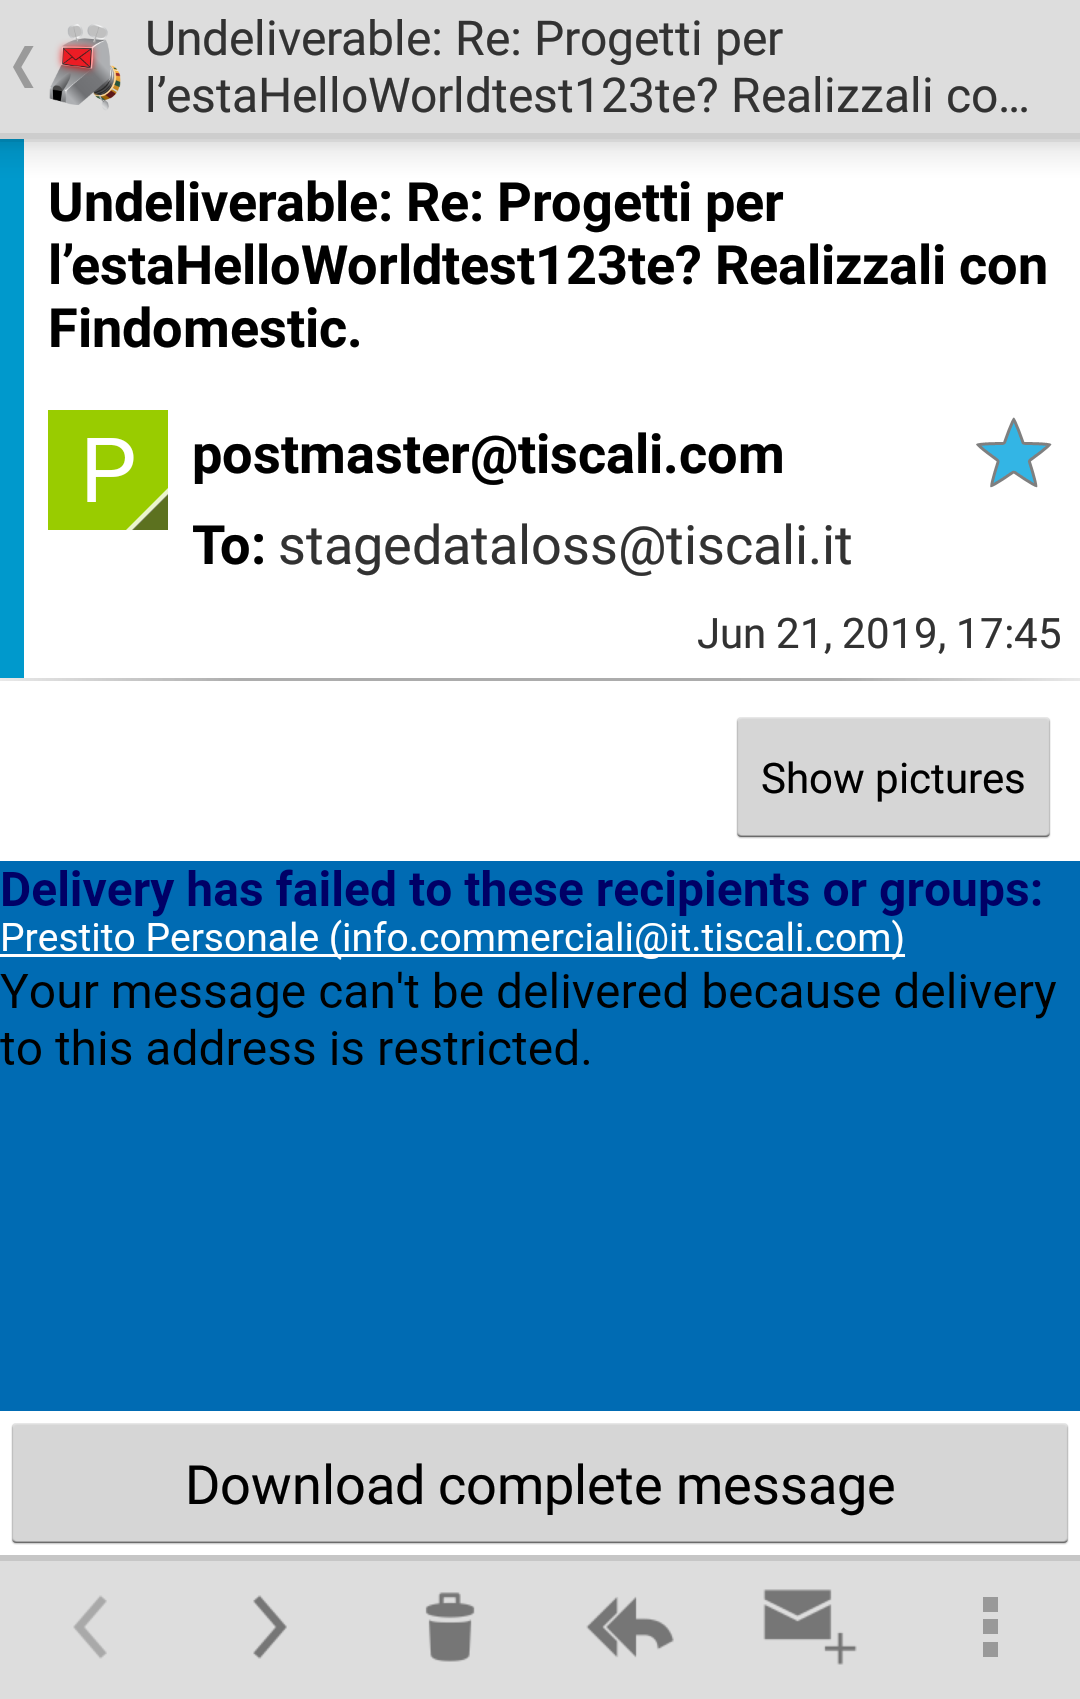 Undeliverable: Re: Progetti per
l’estaHelloWorldtest123te? Realizzali co...
Undeliverable: Re: Progetti per
l’estaHelloWorldtest123te? Realizzali con
Findomestic.
P
postmaster@tiscali.com
To: stagedataloss@tiscali.it
Jun 21, 2019, 17:45
Show pictures
Delivery has failed to these recipients or groups:
Prestito Personale (info.commerciali@it.tiscali.com)
Your message can't be delivered because delivery
to this address is restricted.
Download complete message